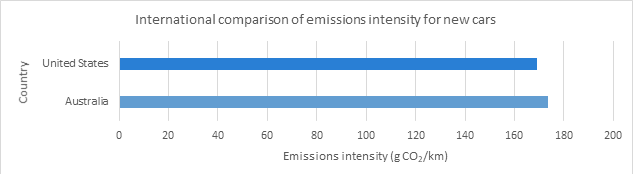 International comparison of emissions intensity for new cars
Country
United States
Australia
0 20 40 60 80 100 120 140 160 180 200
Emissions intensity (g CO₂/km)